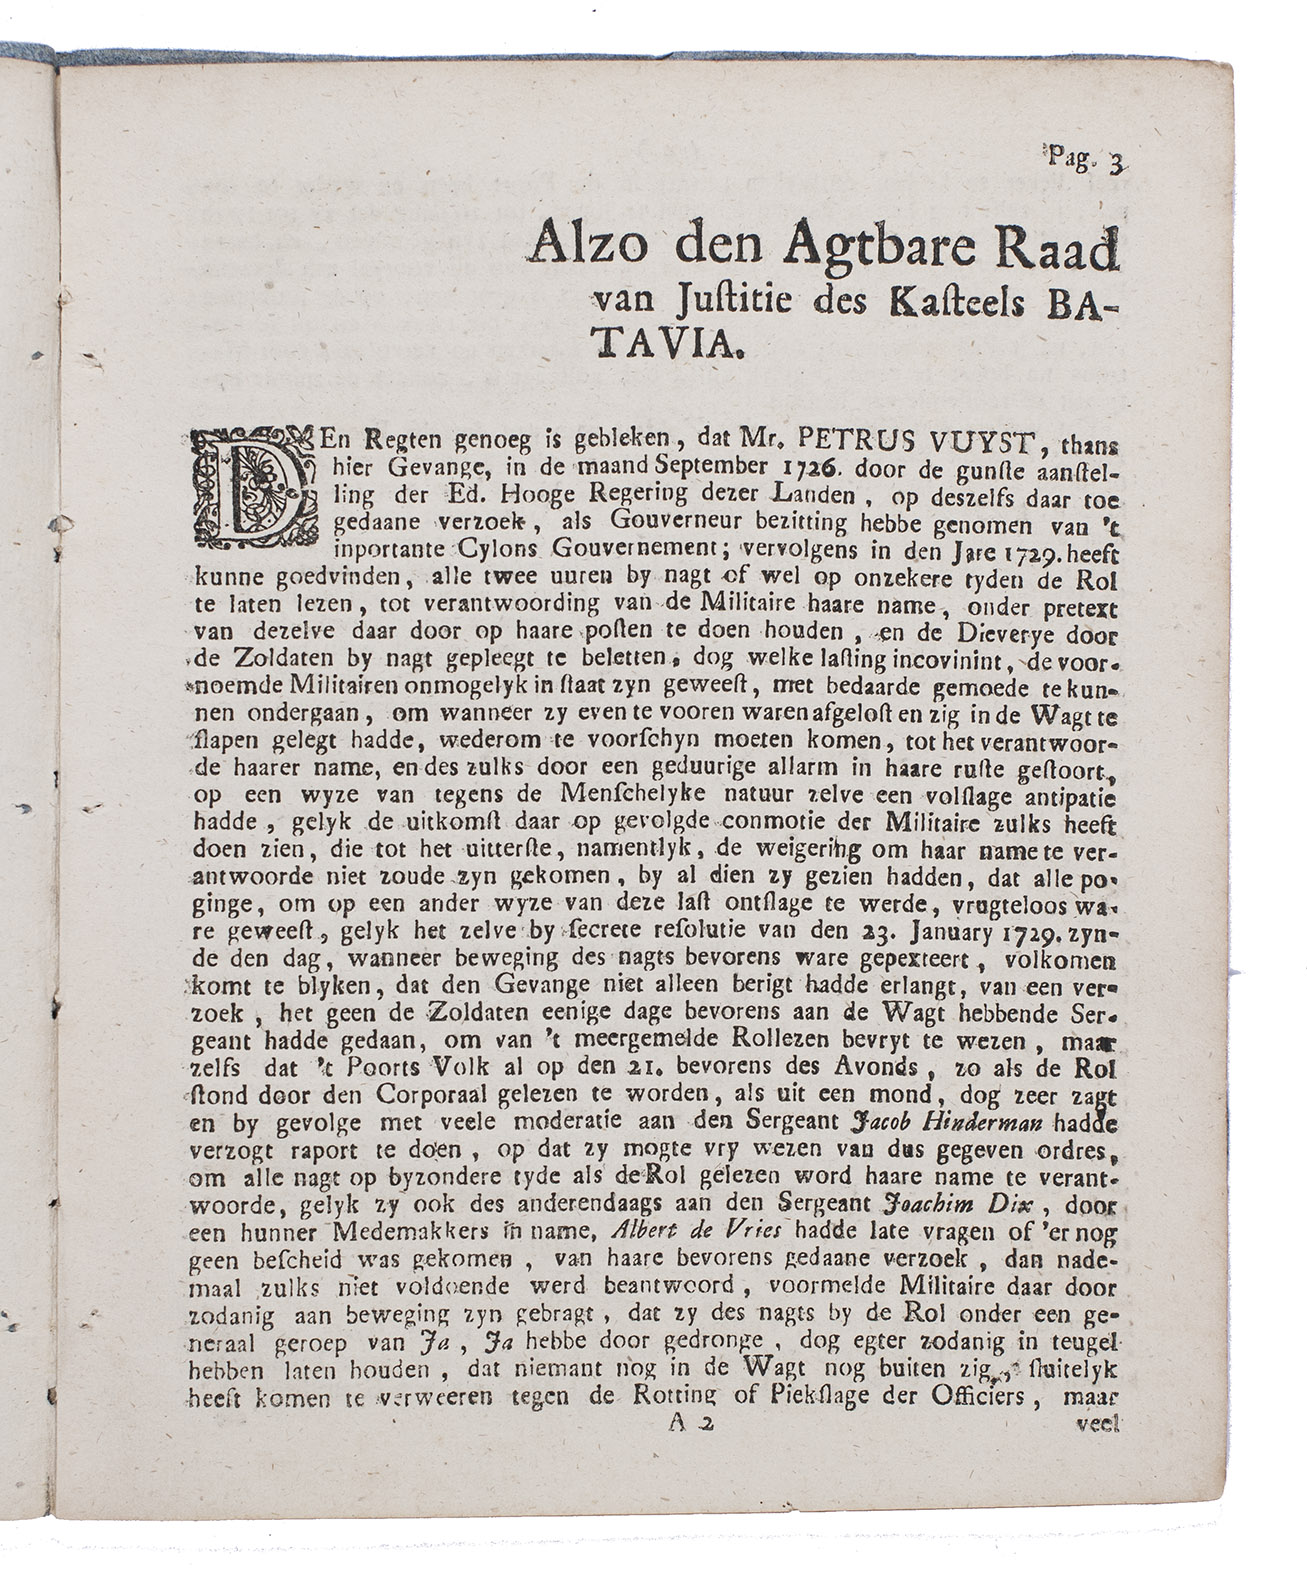 Pag. 3
Alzo den Agtbare Raad
van Juſtitie des Kaſteels BA-
TAVIA.
DEn Regten genoeg is gebleken, dat Mr. PETRUS VUYST, thans
hier Gevange, in de maand September 1726. door de gunſte aanſtel-
ling der Ed. Hooge Regering dezer Landen, op deszelfs daar toe
gedaane verzoek, als Gouverneur bezitting hebbe genomen van 't
inportante Cylons Gouvernement; vervolgens in den Jare 1729. heeft
kunne goedvinden, alle twee uuren by nagt of wel op onzekere tyden de Rol
te laten lezen, tot verantwoording van de Militaire haare name, onder pretext
van dezelve daar door op haare poſten te doen houden, en de Dieverye door
de Zoldaten by nagt gepleegt te beletten, dog welke laſting incovinint, de voor-
noemde Militairen onmogelyk in ſtaat zyn geweeſt, met bedaarde gemoede te kun-
nen ondergaan, om wanneer zy even te vooren waren afgeloſt en zig in de Wagt te
ſlapen gelegt hadde, wederom te voorſchyn moeten komen, tot het verantwoor-
de haarer name, en des zulks door een geduurige allarm in haare ruſte geſtoort,
op een wyze van tegens de Menſchelyke natuur zelve een volſlage antipatie
hadde, gelyk de uitkomſt daar op gevolgde conmotie der Militaire zulks heeft
doen zien, die tot het uitterſte, namentlyk, de weigering om haar name te ver-
antwoorde niet zoude zyn gekomen, by al dien zy gezien hadden, dat alle po-
ginge, om op een ander wyze van deze laſt ontſlage te werde, vrugteloos wa-
re geweeſt, gelyk het zelve by ſecrete reſolutie van den 23. January 1729. zyn-
de den dag, wanneer beweging des nagts bevorens ware gepexteert, volkomen
komt te blyken, dat den Gevange niet alleen berigt hadde erlangt, van een ver-
zoek, het geen de Zoldaten eenige dage bevorens aan de Wagt hebbende Ser-
geant hadde gedaan, om van 't meergemelde Rollezen bevryt te wezen, maar
zelfs dat 't Poorts Volk al op den 21. bevorens des Avonds, zo als de Rol
ſtond door den Corporaal gelezen te worden, als uit een mond, dog zeer zagt
en by gevolge met veele moderatie aan den Sergeant Jacob Hinderman hadde
verzogt raport te doen, op dat zy mogte vry wezen van dus gegeven ordres,
om alle nagt op byzondere tyde als de Rol gelezen word haare name te verant-
woorde, gelyk zy ook des anderendaags aan den Sergeant Joachim Dix, door
een hunner Medemakkers in name, Albert de Vries hadde late vragen of 'er nog
geen beſcheid was gekomen, van haare bevorens gedaane verzoek, dan nade-
maal zulks niet voldoende werd beantwoord, voormelde Militaire daar door
zodanig aan beweging zyn gebragt, dat zy des nagts by de Rol onder een ge-
neraal geroep van Ja, Ja hebbe door gedronge, dog egter zodanig in teugel
hebben laten houden, dat niemant nog in de Wagt nog buiten zig, ſluitelyk
heeft komen te verweeren tegen de Rotting of Piekſlage der Officiers, maar
A 2 veel